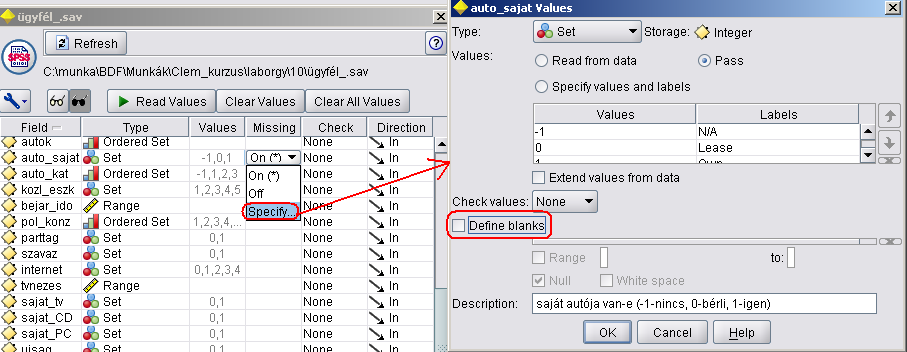 ügyfél_.sav
SPSS
Refresh
C:\munka\BDF\Munkák\Clem_kurzus\laborgy\10\ügyfél_.sav
Read Values Clear Values Clear All Values
Field Type Values Missing Check Direction
autok Ordered Set None In
auto_sajat Set -1,0,1 On (*) None In
auto_kat Ordered Set -1,1,2,3 None In
kozl_eszk Set 1,2,3,4,5 None In
bejar_ido Range None In
pol_konz Ordered Set 1,2,3,4,... None In
parttag Set 0,1 None In
szavaz Set 0,1 None In
internet Set 0,1,2,3,4 None In
tvnezes Range None In
sajat_tv Set 0,1 None In
sajat_CD Set 0,1 None In
sajat_PC Set 0,1 None In
ujsag Set 0,1 None In
On (*)
Off
Specify...
auto_sajat Values
Type: Set Storage: Integer
Values: Read from data Pass
Specify values and labels
Values Labels
-1 N/A
0 Lease
1 Own
Extend values from data
Check values: None
Define blanks
Range to:
Null White space
Description: saját autója van-e (-1-nincs, 0-bérli, 1-igen)
OK Cancel Help